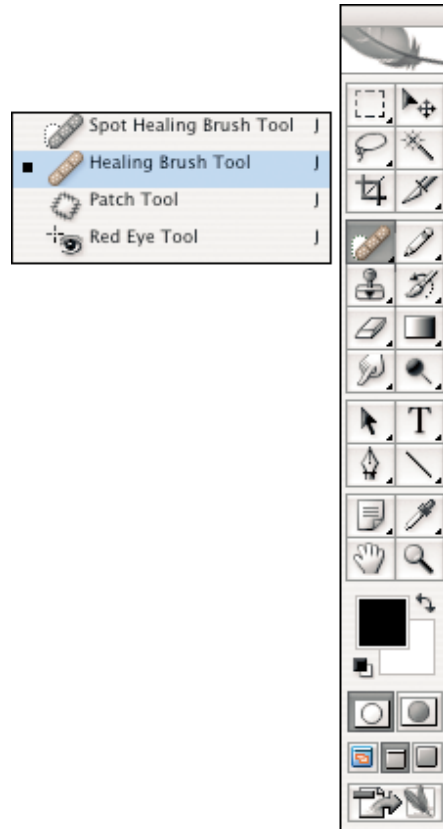 Spot Healing Brush Tool J
Healing Brush Tool J
Patch Tool J
Red Eye Tool J
T